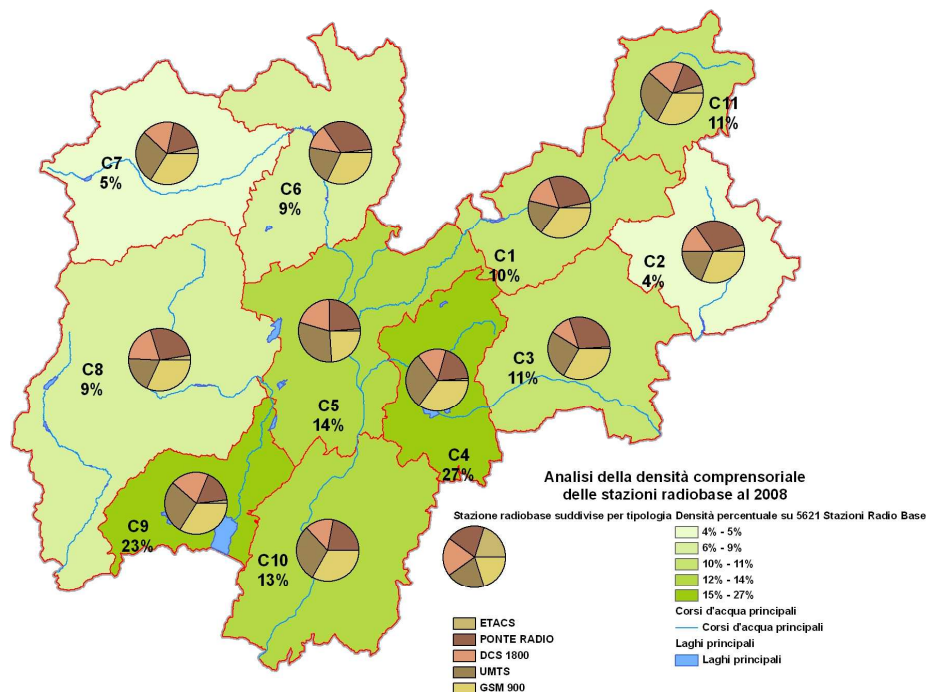 C11
11%
C7
5%
C6
9%
C1
10%
C2
4%
C3
11%
C8
9%
C5
14%
C4
27%
C9
23%
C10
13%
Analisi della densità comprensoriale
delle stazioni radiobase al 2008
Stazione radiobase suddivise per tipologia
ETACS
PONTE RADIO
DCS 1800
UMTS
GSM 900
Densità percentuale su 5621 Stazioni Radio Base
4% - 5%
6% - 9%
10% - 11%
12% - 14%
15% - 27%
Corsi d'acqua principali
Corsi d'acqua principali
Laghi principali
Laghi principali